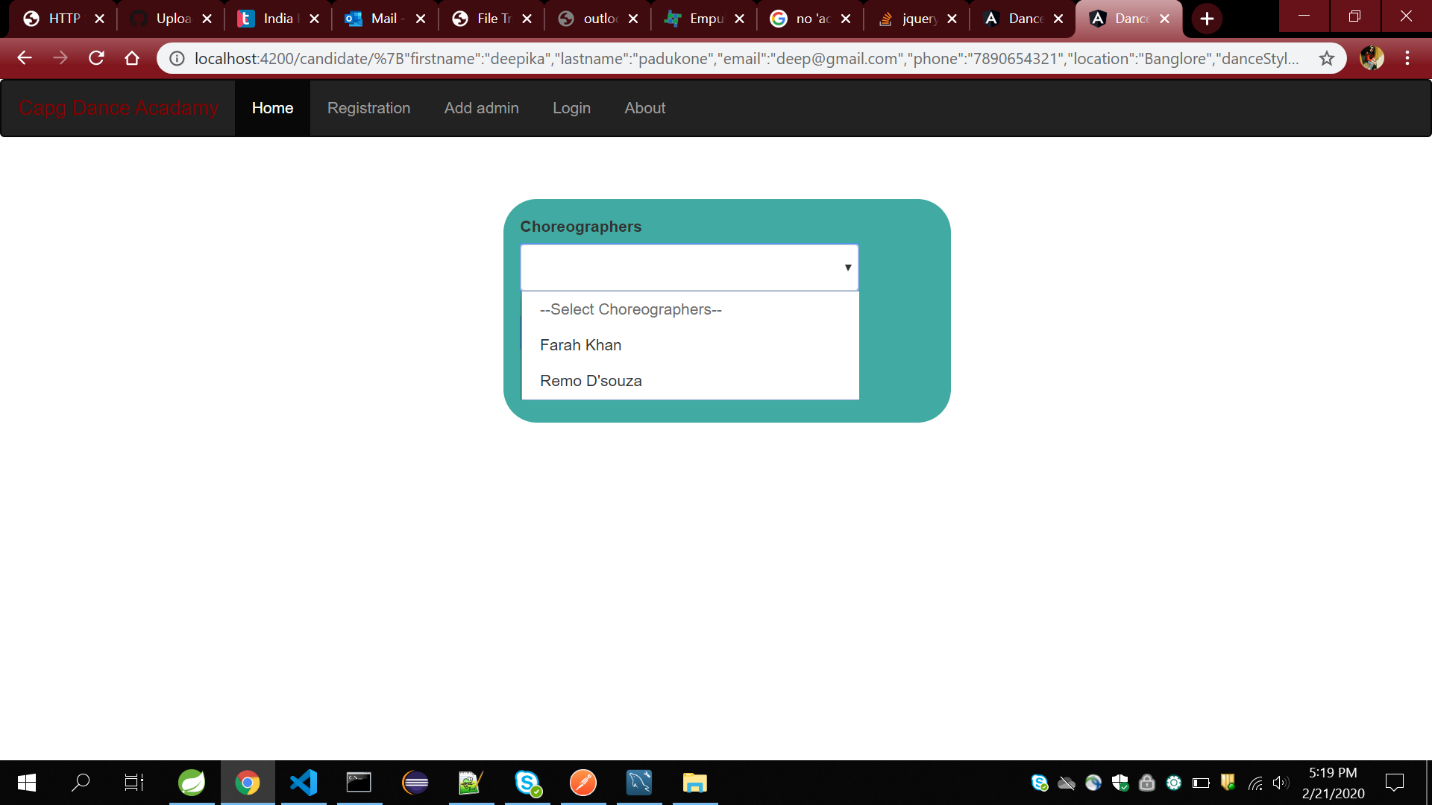 HTTP
Uploa
India
Mail
File Tr
outloo
Empu
no 'ac
jquery
Dance
Dance
localhost:4200/candidate/%7B"firstname":"deepika","lastname":"padukone","email":"deep@gmail.com","phone":"7890654321","location":"Banglore","danceStyl...
Capg Dance Acadamy Home Registration Add admin Login About
Choreographers
--Select Choreographers--
Farah Khan
Remo D'souza
5:19 PM
2/21/2020